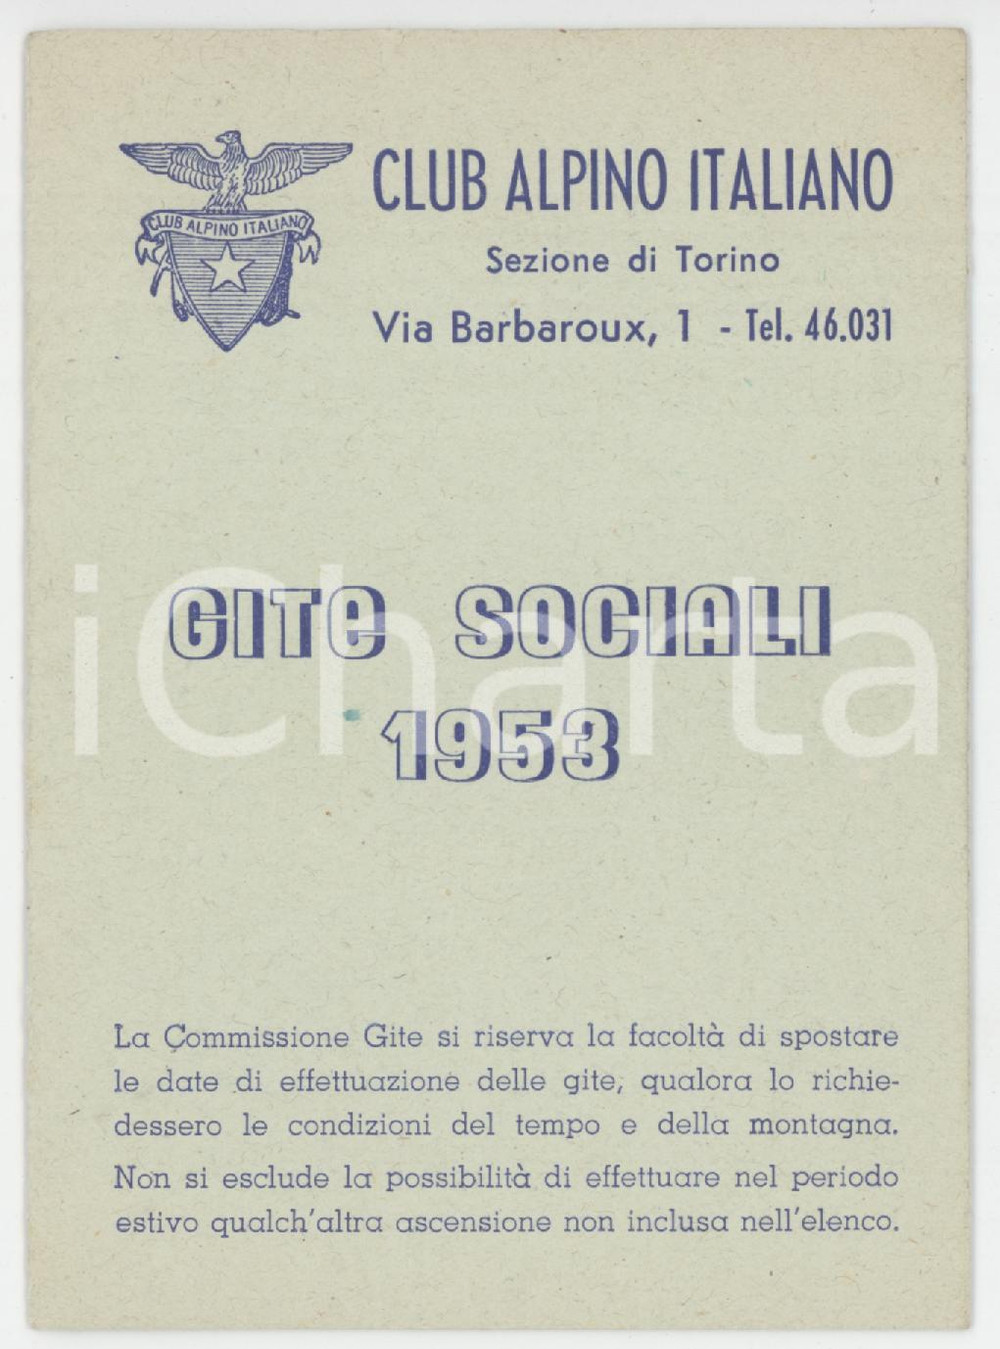 CLUB ALPINO ITALIANO
CLUB ALPINO ITALIANO
Sezione di Torino
Via Barbaroux, 1 - Tel. 46.031
GITE SOCIALI
1953
iCharta
La Commissione Gite si riserva la facoltà di spostare
le date di effettuazione delle gite, qualora lo richie-
dessero le condizioni del tempo e della montagna.
Non si esclude la possibilità di effettuare nel periodo
estivo qualch'altra ascensione non inclusa nell'elenco.